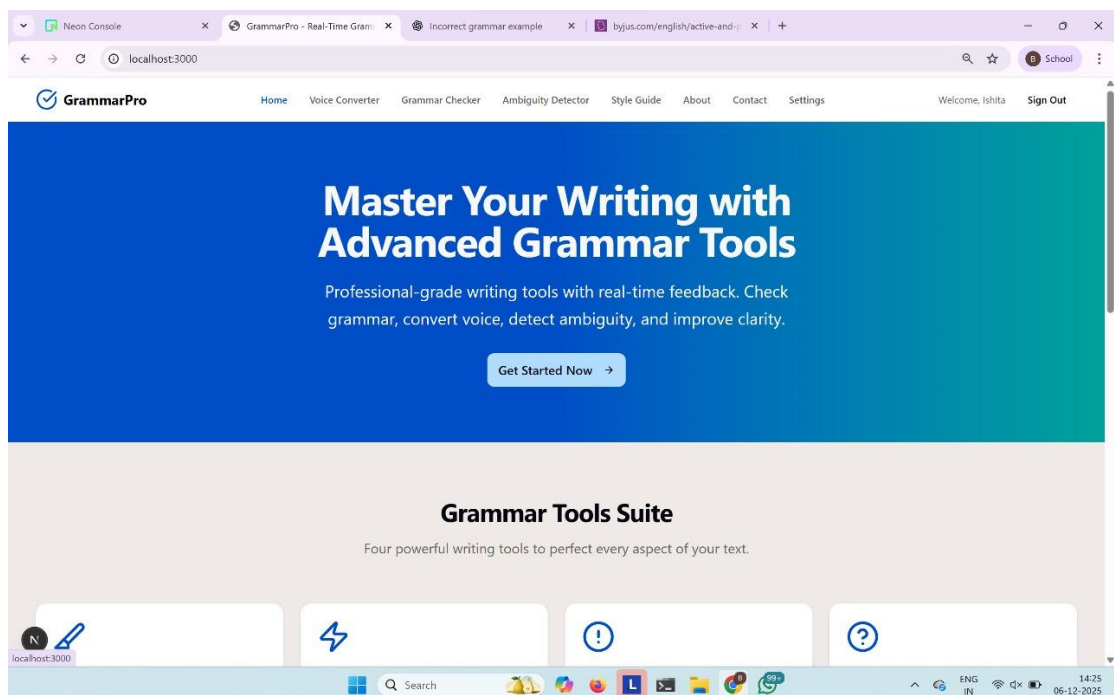 Neon Console
GrammarPro - Real-Time Gram
Incorrect grammar example
byjus.com/english/active-and-p
localhost:3000
B School
GrammarPro
Home Voice Converter Grammar Checker Ambiguity Detector Style Guide About Contact Settings
Welcome, Ishita Sign Out
Master Your Writing with
Advanced Grammar Tools
Professional-grade writing tools with real-time feedback. Check
grammar, convert voice, detect ambiguity, and improve clarity.
Get Started Now →
Grammar Tools Suite
Four powerful writing tools to perfect every aspect of your text.
N
localhost:3000
Search
L
99+
ENG
IN
14:25
06-12-2025